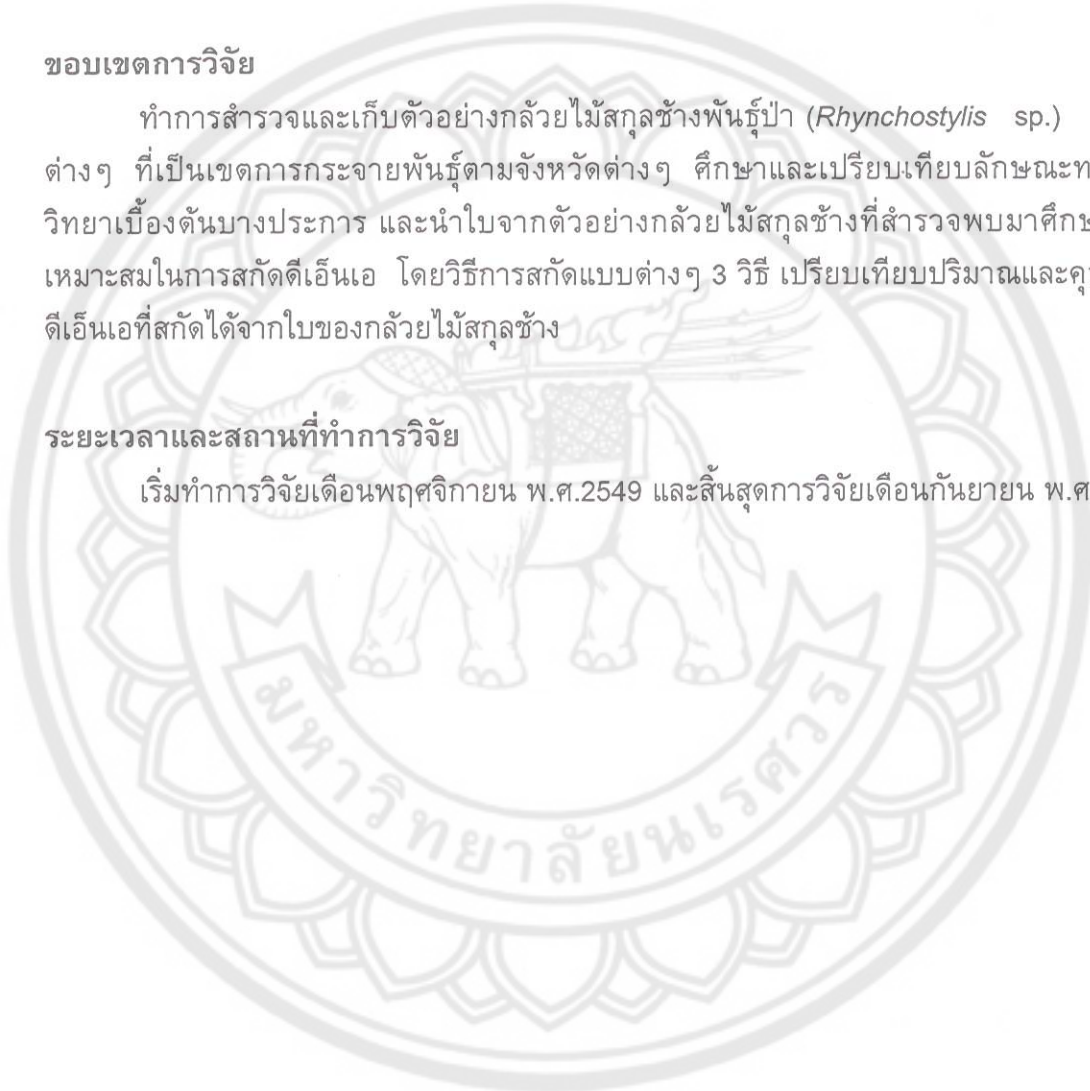 ขอบเขตการวิจัย
ทำการสำรวจและเก็บตัวอย่างกล้วยไม้สกุลช้างพันธุ์ป่า (Rhynchostylis sp.)
ต่างๆ ที่เป็นเขตการกระจายพันธุ์ตามจังหวัดต่างๆ ศึกษาและเปรียบเทียบลักษณะท
วิทยาเบื้องต้นบางประการ และนำใบจากตัวอย่างกล้วยไม้สกุลช้างที่สำรวจพบมาศึกษ
เหมาะสมในการสกัดดีเอ็นเอ โดยวิธีการสกัดแบบต่างๆ 3 วิธี เปรียบเทียบปริมาณและคุ
ดีเอ็นเอที่สกัดได้จากใบของกล้วยไม้สกุลช้าง
ระยะเวลาและสถานที่ทำการวิจัย
เริ่มทำการวิจัยเดือนพฤศจิกายน พ.ศ.2549 และสิ้นสุดการวิจัยเดือนกันยายน พ.ศ
มหาวิทยาลัยนเรศวร